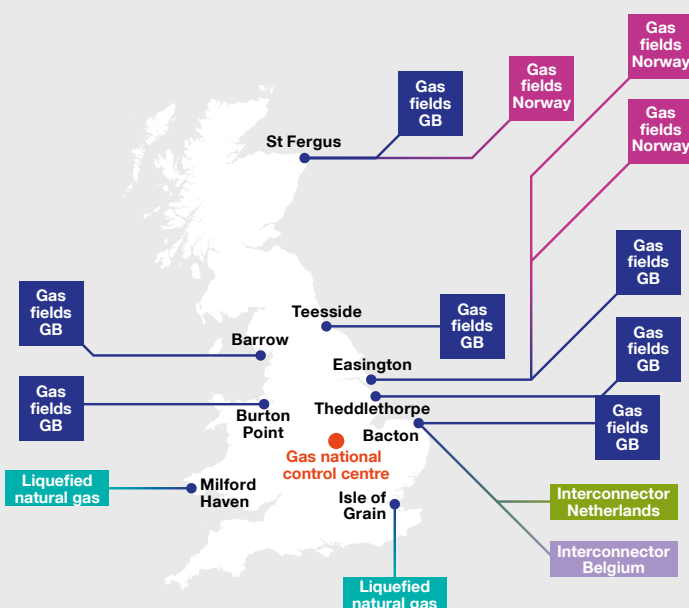 Gas
fields
Norway
Gas
fields
Norway
Gas
fields
GB
Gas
fields
Norway
St Fergus
Gas
fields
GB
Gas
fields
GB
Teesside
Gas
fields
GB
Barrow
Gas
fields
GB
Easington
Gas
fields
GB
Theddlethorpe
Burton
Point
Bacton
Gas
fields
GB
Gas national
control centre
Liquefied
natural gas
Milford
Haven
Isle of
Grain
Interconnector
Netherlands
Interconnector
Belgium
Liquefied
natural gas